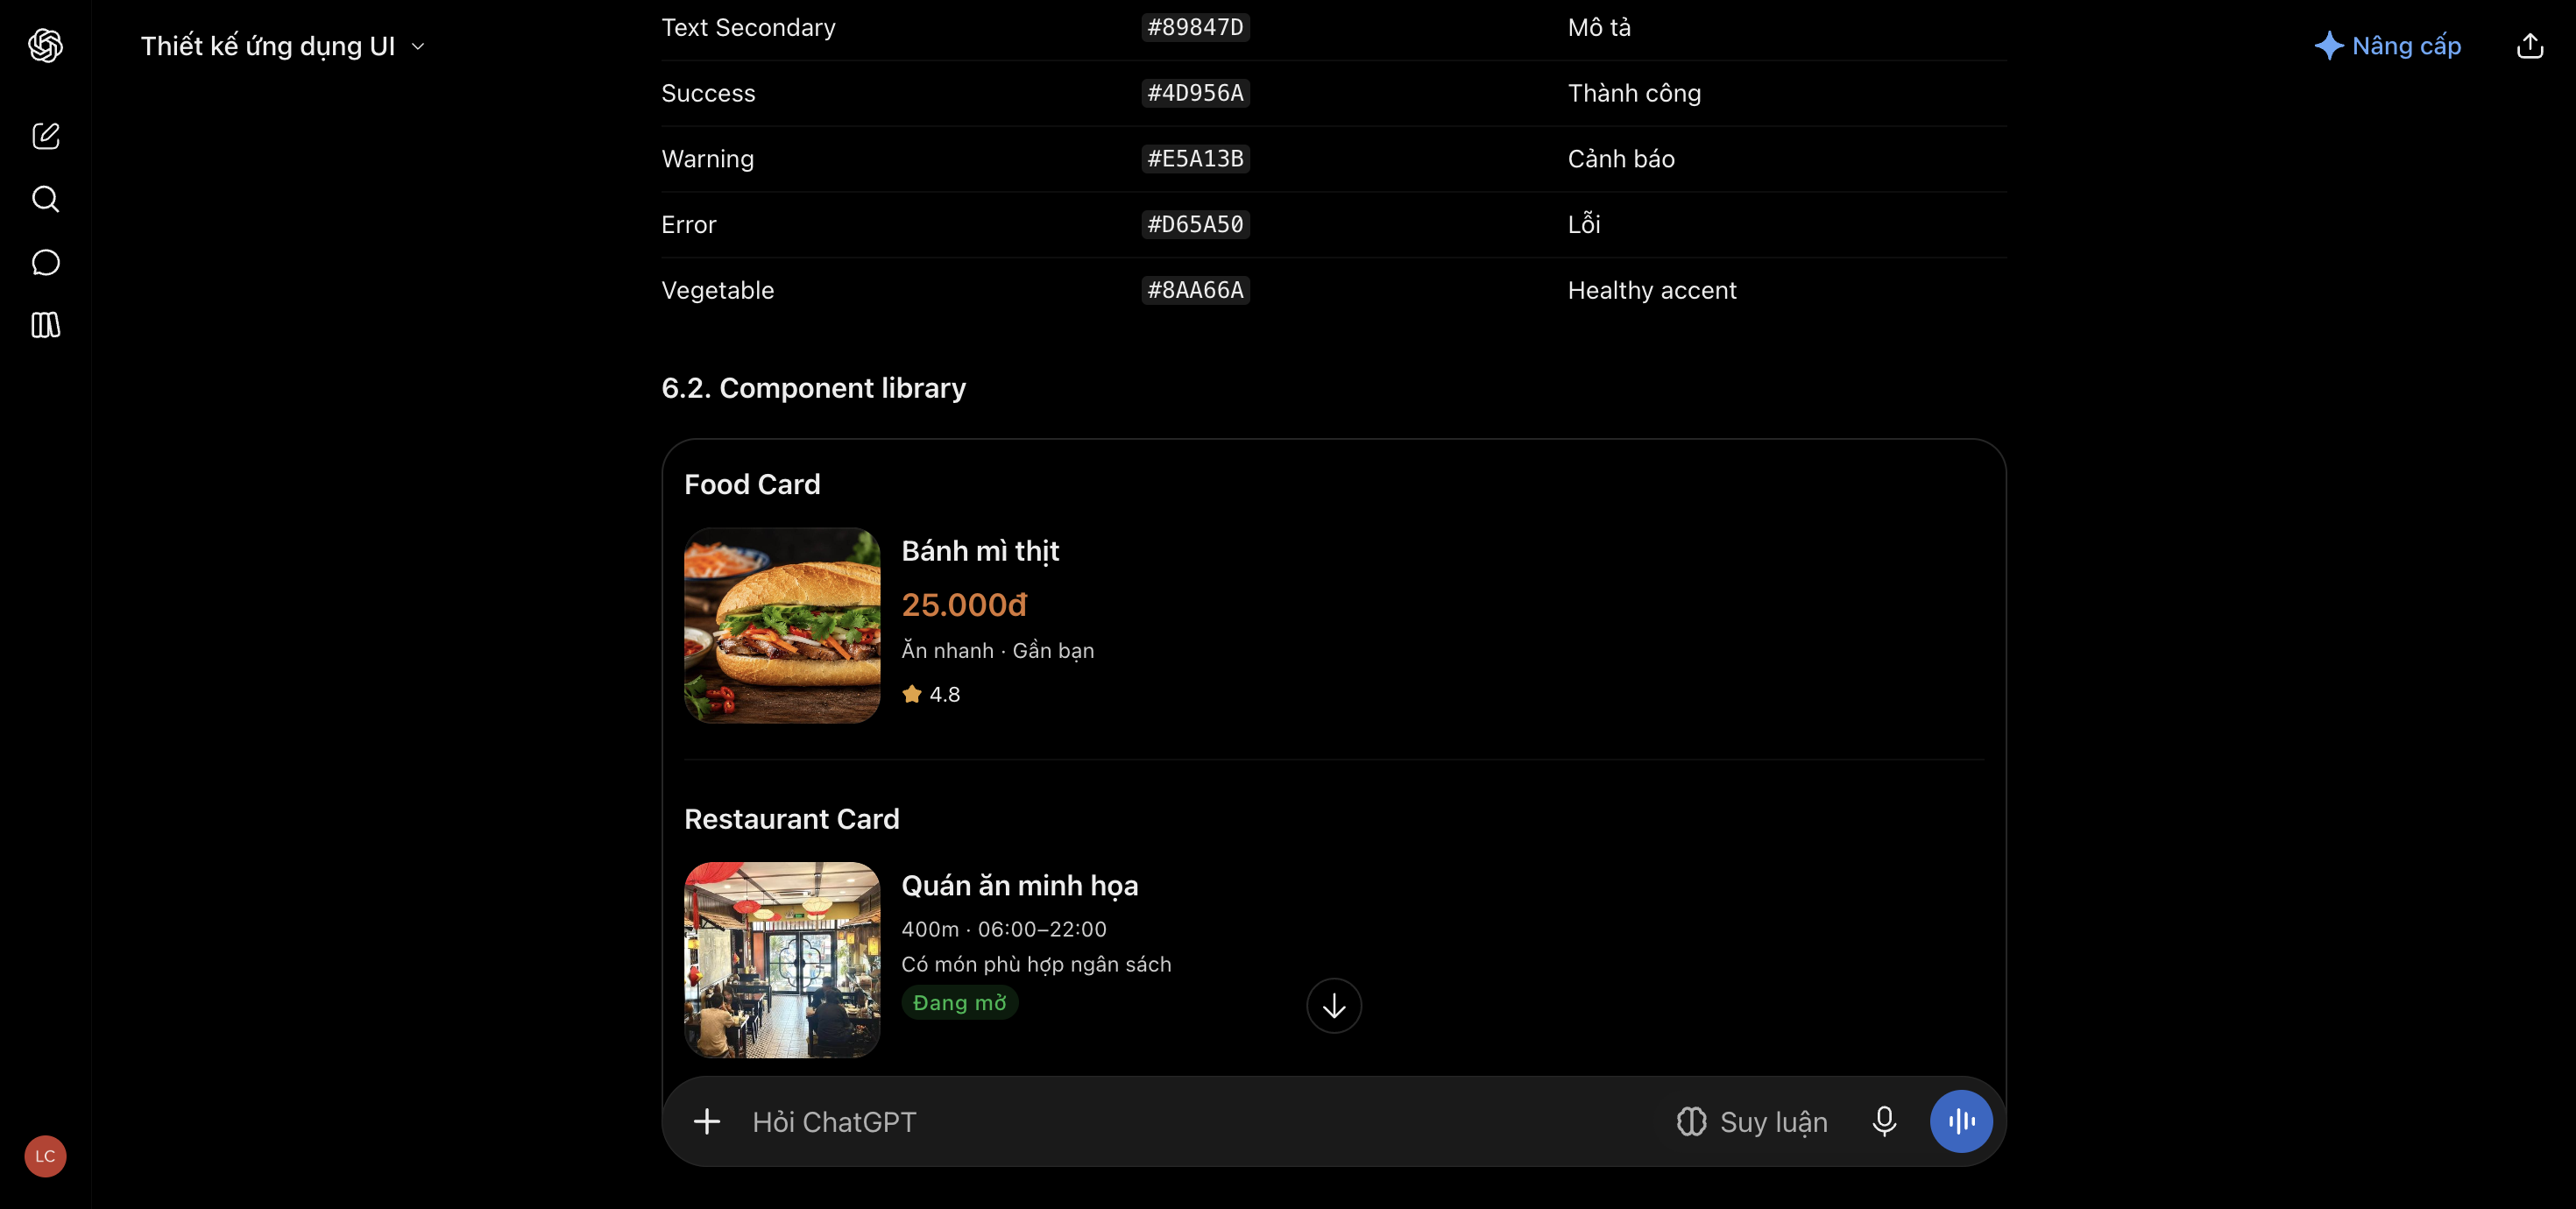 Thiết kế ứng dụng UI
Nâng cấp
Text Secondary #89847D Mô tả
Success #4D956A Thành công
Warning #E5A13B Cảnh báo
Error #D65A50 Lỗi
Vegetable #8AA66A Healthy accent
6.2. Component library
Food Card
Bánh mì thịt
25.000đ
Ăn nhanh · Gần bạn
4.8
Restaurant Card
Quán ăn minh họa
400m · 06:00–22:00
Có món phù hợp ngân sách
Đang mở
Hỏi ChatGPT
Suy luận
LC